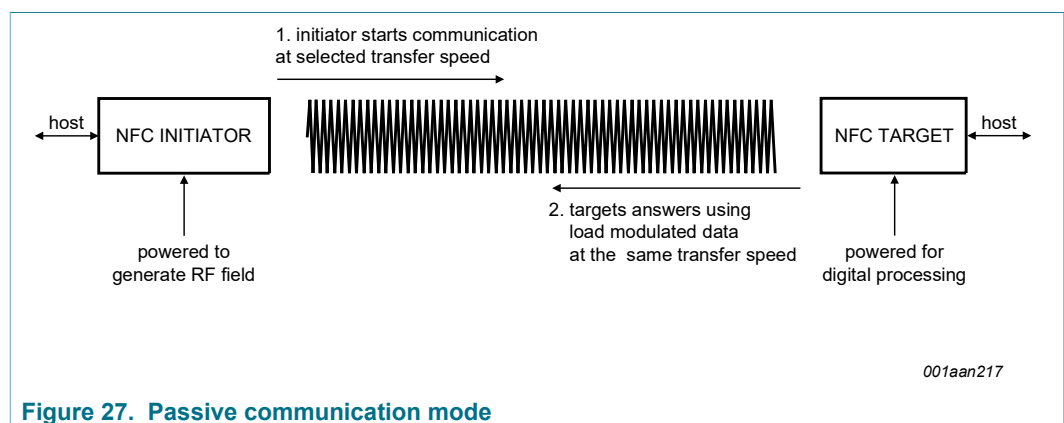 1. initiator starts communication
at selected transfer speed
host
NFC INITIATOR
NFC TARGET
host
2. targets answers using
load modulated data
at the same transfer speed
powered to
generate RF field
powered for
digital processing
001aan217
Figure 27. Passive communication mode